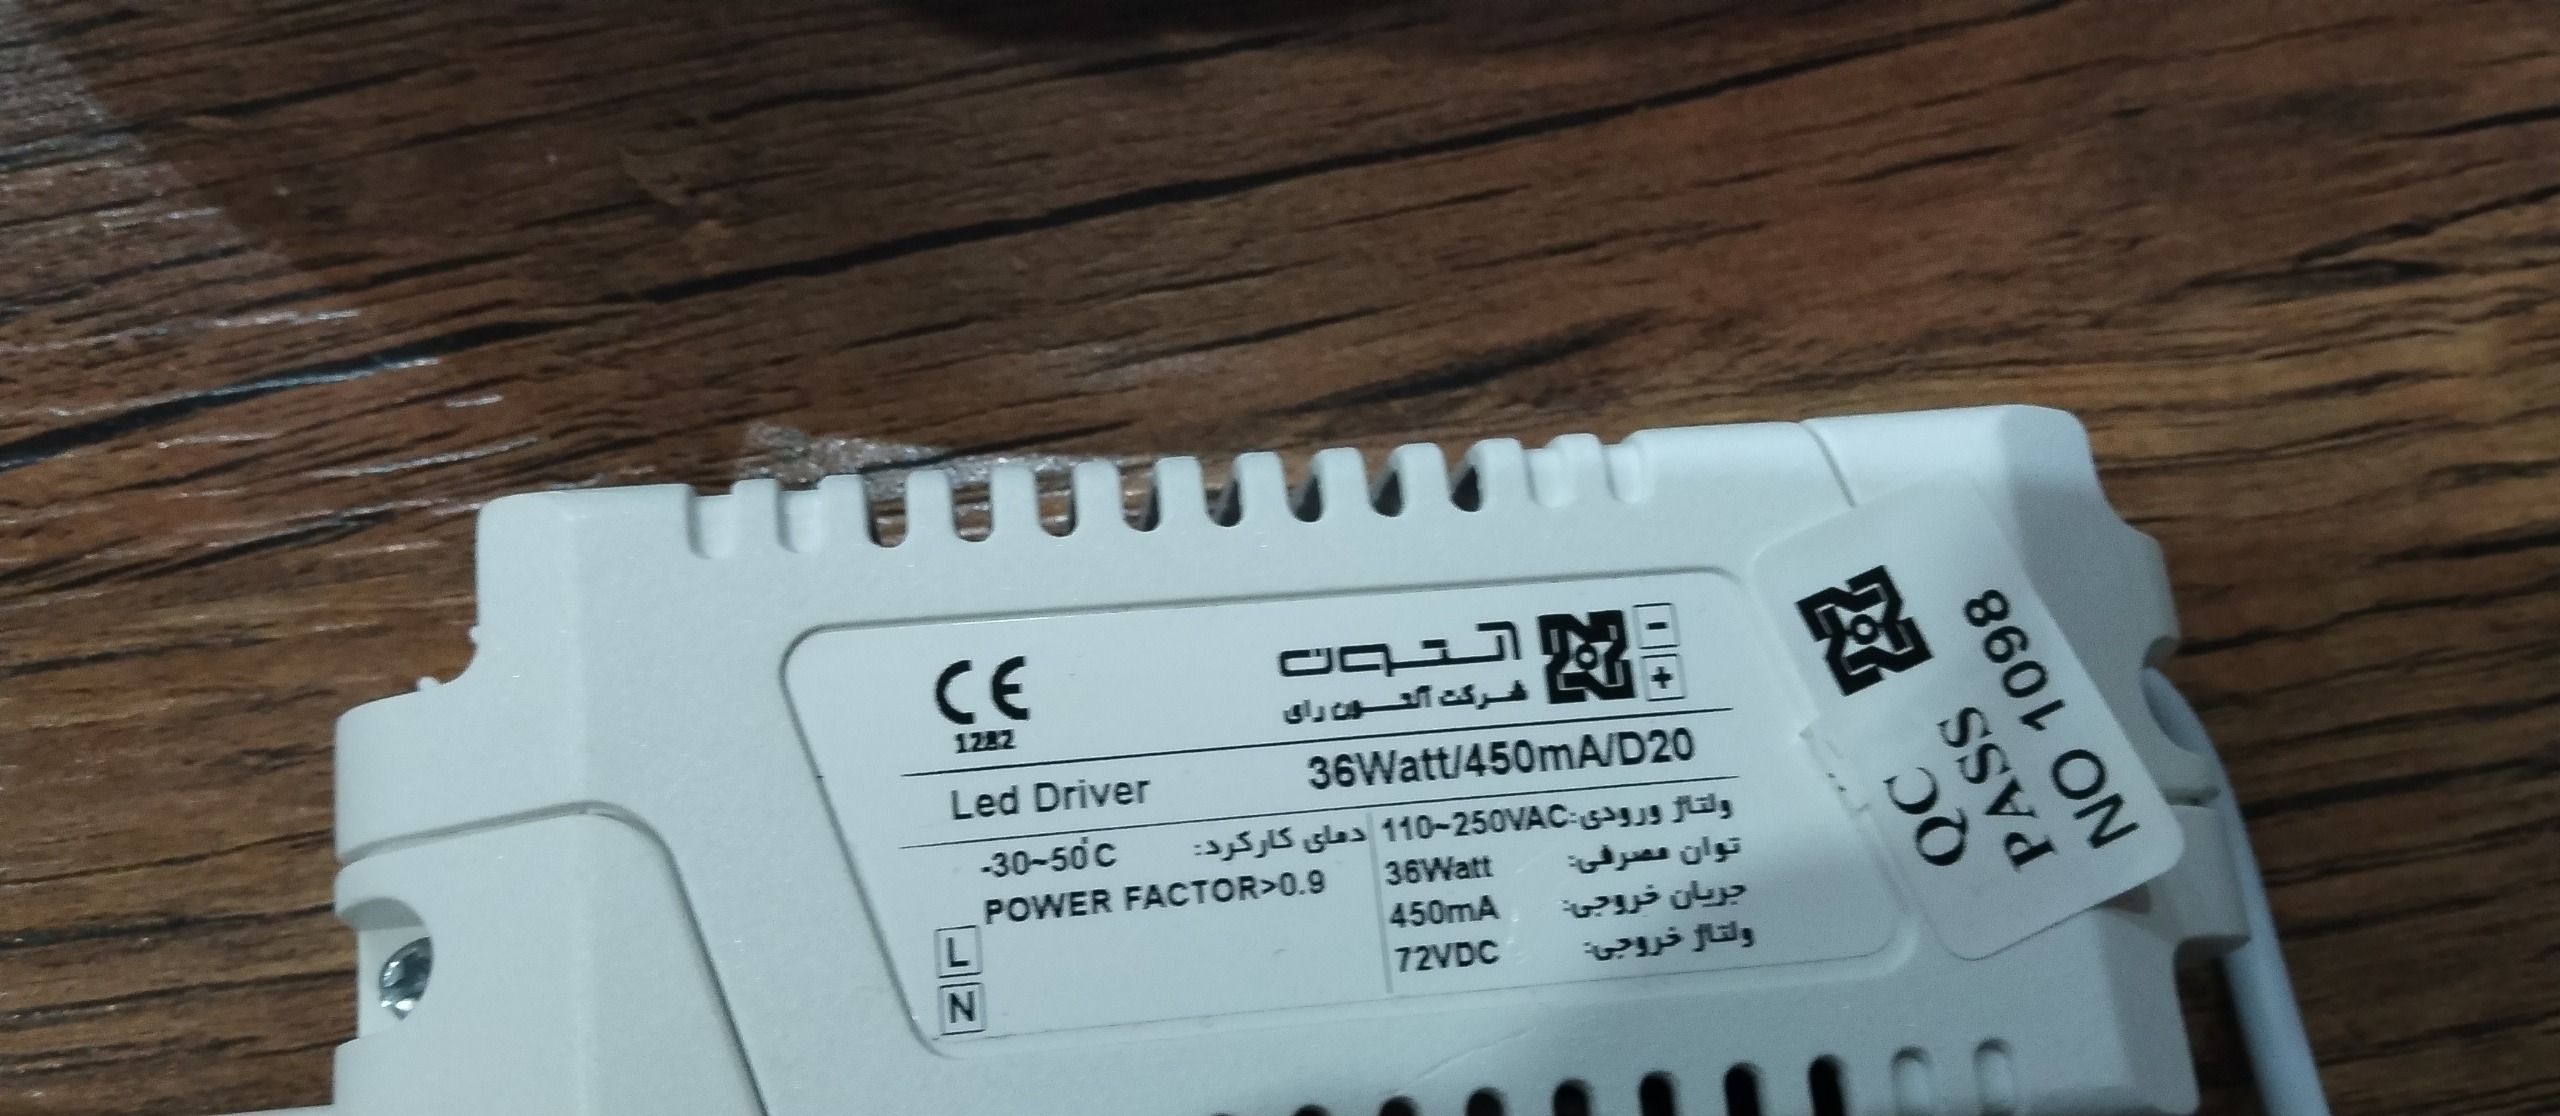 CE
1282
آلتون
شرکت آلتون رای
-
+
Led Driver
36Watt/450mA/D20
ولتاژ ورودی: 110~250VAC
توان مصرفی: 36Watt
جریان خروجی: 450mA
ولتاژ خروجی: 72VDC
دمای کارکرد: -30~50°C
POWER FACTOR>0.9
L
N
QC
PASS
NO 1098